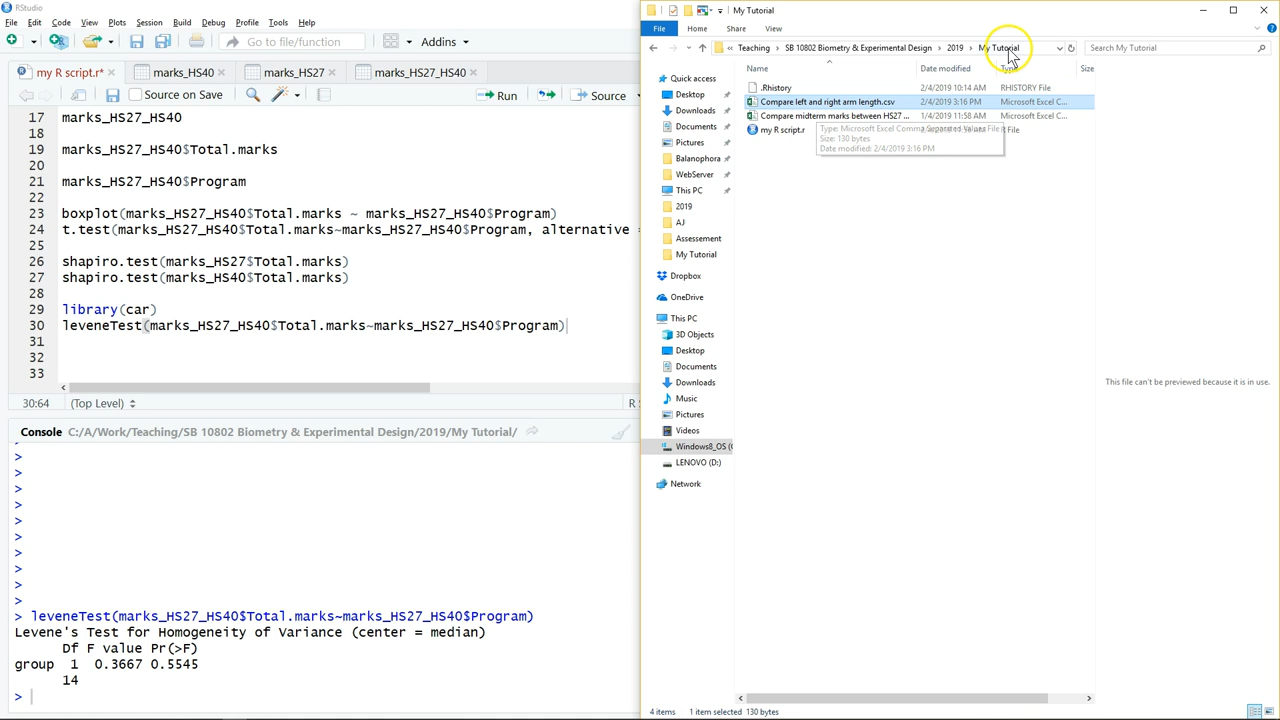 RStudio
File Edit Code View Plots Session Build Debug Profile Tools Help
Go to file/function
Addins
my R script.r*
marks_HS40
marks_HS27
marks_HS27_HS40
Source on Save
Run
Source
17 marks_HS40
18
19
marks
20
21 marks_HS27_HS40$Program
22
23 boxplot(marks_HS27_HS40$Total.marks ~ marks_HS27_HS40$Program)
24 t.test(marks_HS27_HS40$Total.marks~marks_HS27_HS40$Program, alternative =
25
26 shapiro.test(marks_HS27$Total.marks)
27 shapiro.test(marks_HS40$Total.marks)
28
29 library(car)
30 leveneTest(marks_HS27_HS40$Total.marks~marks_HS27_HS40$Program)
31
32
33
30:64 (Top Level)
Console C:/A/Work/Teaching/SB 10802 Biometry & Experimental Design/2019/My Tutorial/
>
>
>
>
>
>
>
>
> leveneTest(marks_HS27_HS40$Total.marks~marks_HS27_HS40$Program)
Levene's Test for Homogeneity of Variance (center = median)
Df F value Pr(>F)
group 1 0.3667 0.5545
14
>
My Tutorial
File Home Share View
« Teaching › SB 10802 Biometry & Experimental Design › 2019 › My Tutorial
Search My Tutorial
Name Date modified Type Size
Quick access
Desktop
Downloads
Documents
Pictures
Balanophora
WebServer
This PC
2019
AJ
Assessement
My Tutorial
Dropbox
OneDrive
This PC
3D Objects
Desktop
Documents
Downloads
Music
Pictures
Videos
Windows8_OS (
LENOVO (D:)
Network
.Rhistory 2/4/2019 10:14 AM RHISTORY File
Compare left and right arm length.csv 2/4/2019 3:16 PM Microsoft Excel C...
Compare midterm marks between HS27 ... 1/4/2019 11:58 AM Microsoft Excel C...
my R script.r File
Type: Microsoft Excel Comma Separated Values File
Size: 130 bytes
Date modified: 2/4/2019 3:16 PM
This file can't be previewed because it is in use.
4 items 1 item selected 130 bytes